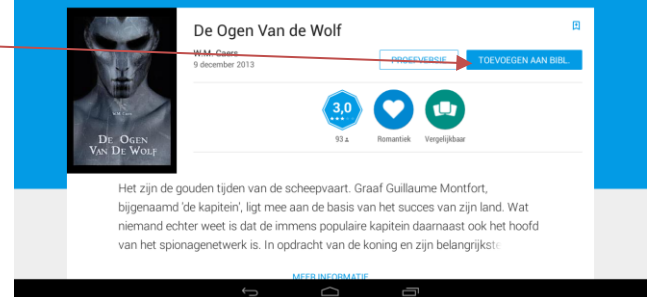 De Ogen Van de Wolf
W.M. Caers
9 december 2013
PROEFVERSIE
TOEVOEGEN AAN BIBL.
W.M. Caers
DE OGEN
VAN DE WOLF
3,0
93
Romantiek
Vergelijkbaar
Het zijn de gouden tijden van de scheepvaart. Graaf Guillaume Montfort,
bijgenaamd 'de kapitein', ligt mee aan de basis van het succes van zijn land. Wat
niemand echter weet is dat de immens populaire kapitein daarnaast ook het hoofd
van het spionagenetwerk is. In opdracht van de koning en zijn belangrijkste
MEER INFORMATIE